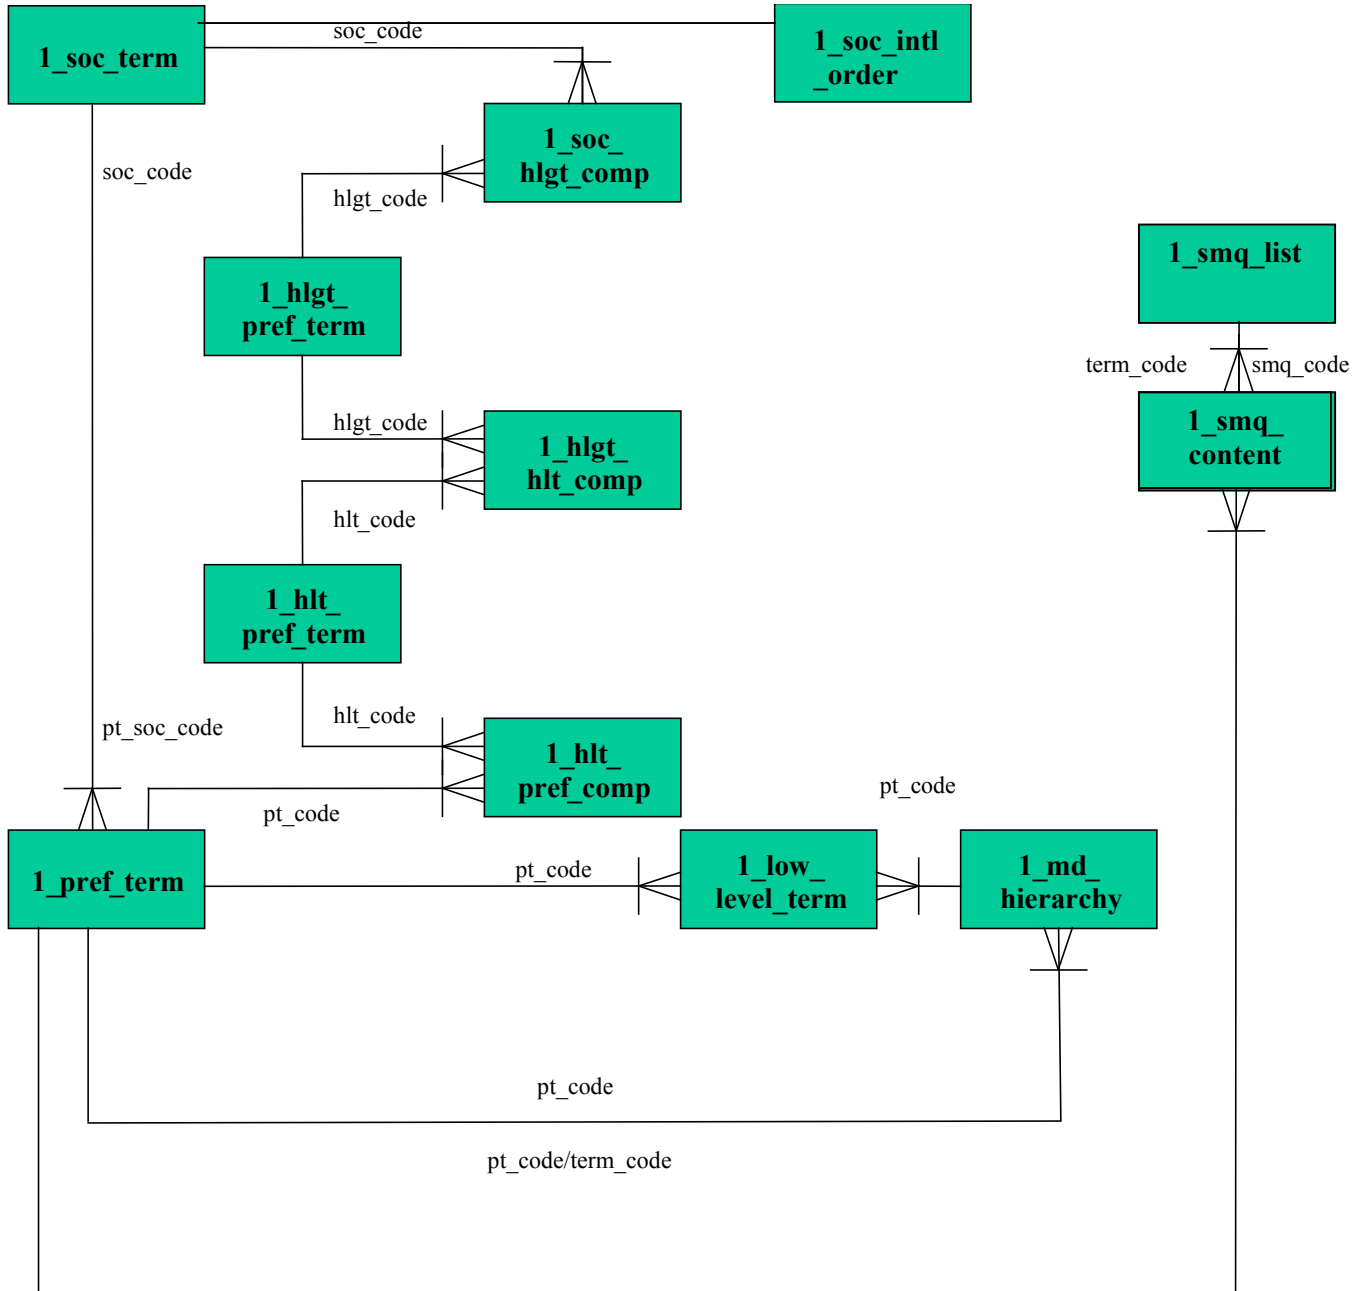 soc_code
1_soc_term
1_soc_intl
_order
1_soc_
hlgt_comp
soc_code
hlgt_code
1_smq_list
1_hlgt_
pref_term
term_code
smq_code
hlgt_code
1_hlgt_
hlt_comp
1_smq_
content
hlt_code
1_hlt_
pref_term
hlt_code
pt_soc_code
1_hlt_
pref_comp
pt_code
pt_code
1_pref_term
pt_code
1_low_
level_term
1_md_
hierarchy
pt_code
pt_code/term_code